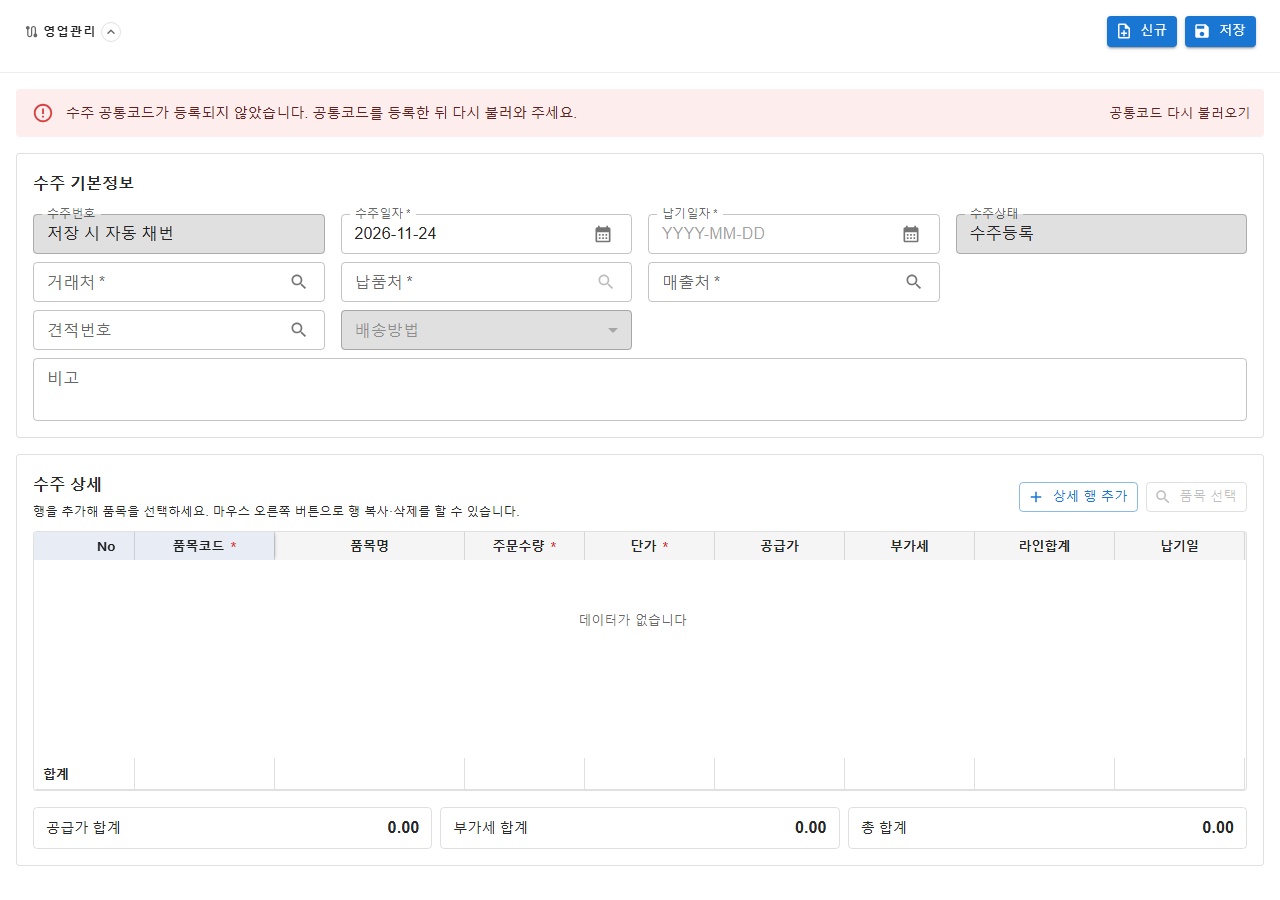 영업관리
신규
저장
수주 공통코드가 등록되지 않았습니다. 공통코드를 등록한 뒤 다시 불러와 주세요.
공통코드 다시 불러오기
수주 기본정보
수주번호
저장 시 자동 채번
수주일자 *
2026-11-24
납기일자 *
YYYY-MM-DD
수주상태
수주등록
거래처 *
납품처 *
매출처 *
견적번호
배송방법
비고
수주 상세
행을 추가해 품목을 선택하세요. 마우스 오른쪽 버튼으로 행 복사·삭제를 할 수 있습니다.
상세 행 추가
품목 선택
No 품목코드 * 품목명 주문수량 * 단가 * 공급가 부가세 라인합계 납기일
데이터가 없습니다
합계
공급가 합계 0.00
부가세 합계 0.00
총 합계 0.00